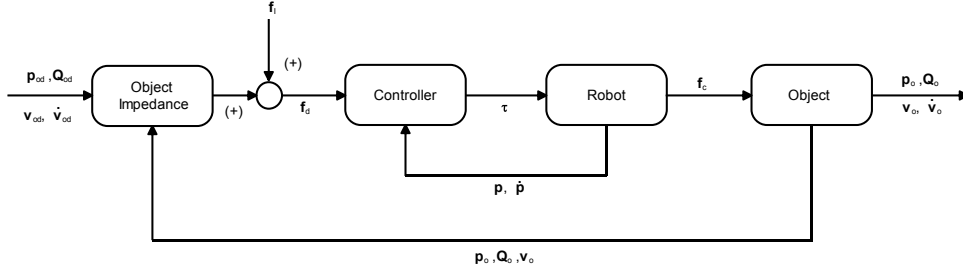 f_I
(+)
p_od ,Q_od
v_od, v̇_od
Object
Impedance
(+)
f_d
Controller
τ
Robot
f_c
Object
p_o ,Q_o
v_o, v̇_o
p, ṗ
p_o ,Q_o ,v_o